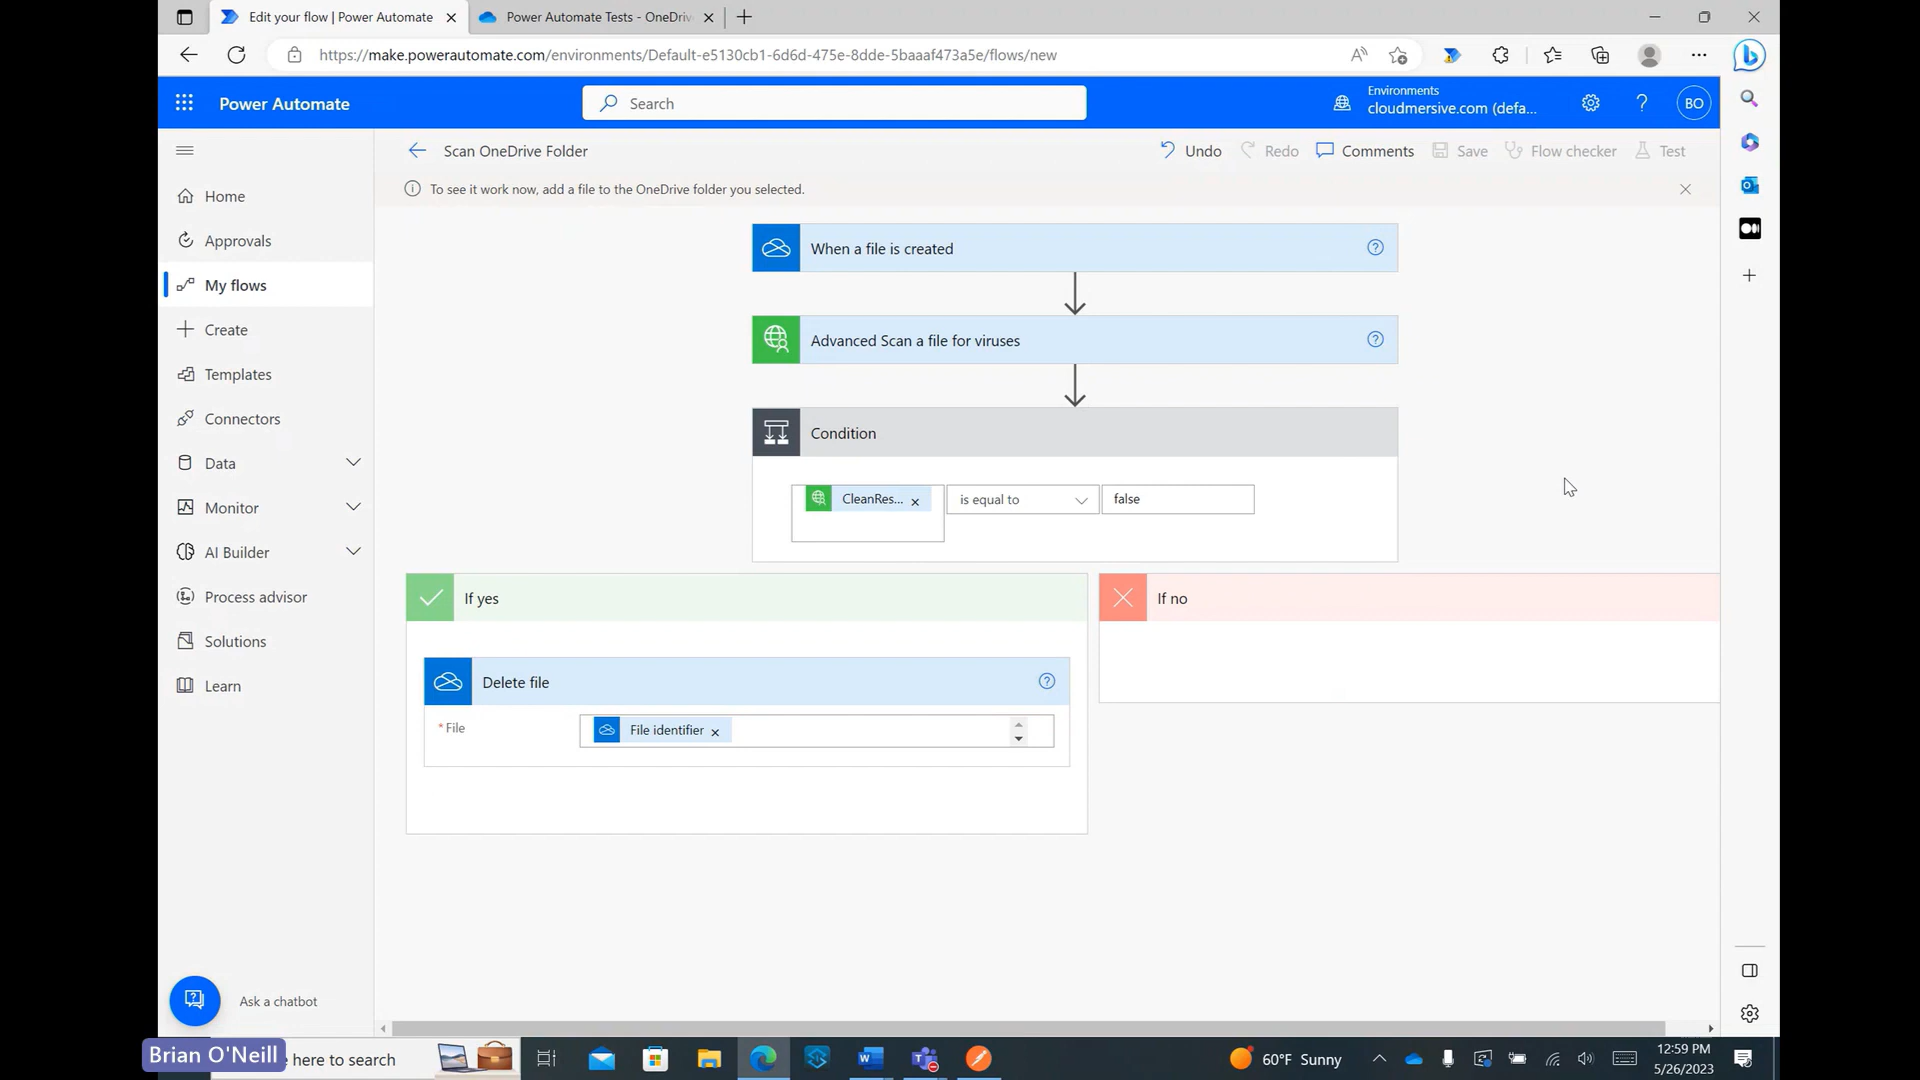 Edit your flow | Power Automate
Power Automate Tests - OneDriv
https://make.powerautomate.com/environments/Default-e5130cb1-6d6d-475e-8dde-5baaaf473a5e/flows/new
Power Automate
Search
Environments
cloudmersive.com (defa...
BO
Scan OneDrive Folder
Undo
Redo
Comments
Save
Flow checker
Test
To see it work now, add a file to the OneDrive folder you selected.
Home
Approvals
My flows
Create
Templates
Connectors
Data
Monitor
AI Builder
Process advisor
Solutions
Learn
When a file is created
Advanced Scan a file for viruses
Condition
CleanRes...
is equal to
false
If yes
If no
Delete file
* File
File identifier
Ask a chatbot
Brian O'Neill
here to search
60°F Sunny
12:59 PM
5/26/2023